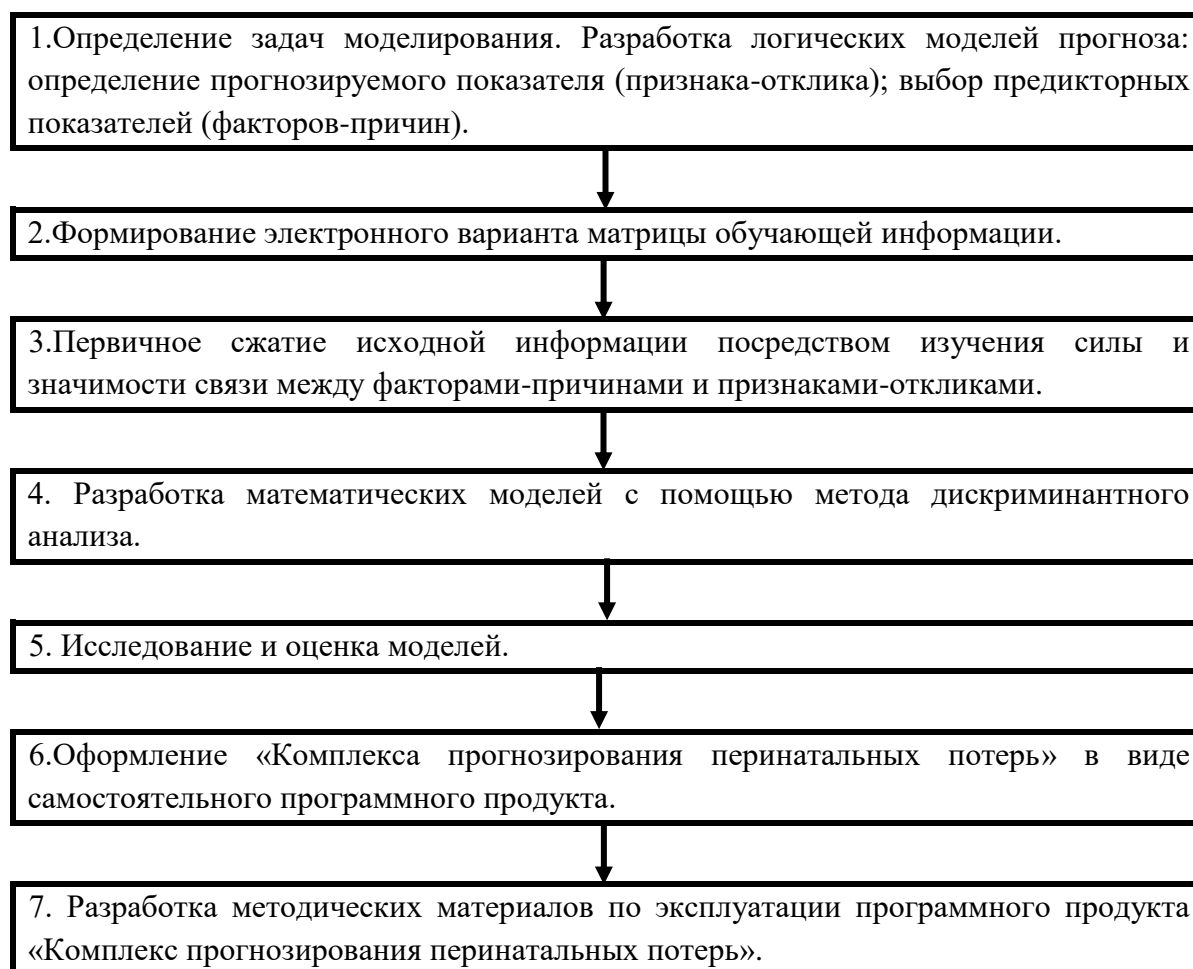 1.Определение задач моделирования. Разработка логических моделей прогноза:
определение прогнозируемого показателя (признака-отклика); выбор предикторных
показателей (факторов-причин).
2.Формирование электронного варианта матрицы обучающей информации.
3.Первичное сжатие исходной информации посредством изучения силы и
значимости связи между факторами-причинами и признаками-откликами.
4. Разработка математических моделей с помощью метода дискриминантного
анализа.
5. Исследование и оценка моделей.
6.Оформление «Комплекса прогнозирования перинатальных потерь» в виде
самостоятельного программного продукта.
7. Разработка методических материалов по эксплуатации программного продукта
«Комплекс прогнозирования перинатальных потерь».